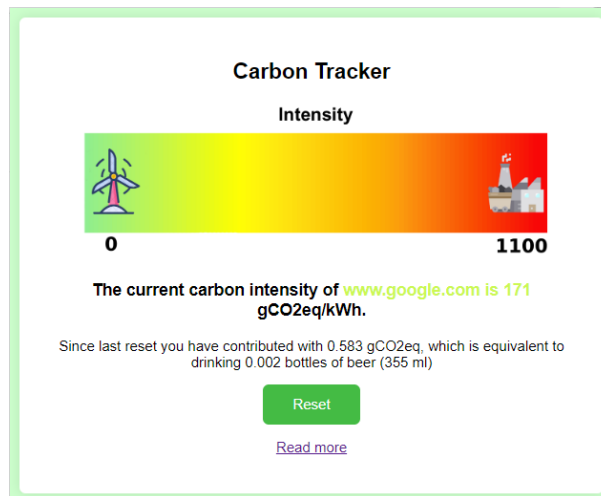 Carbon Tracker
Intensity
0
1100
The current carbon intensity of www.google.com is 171
gCO2eq/kWh.
Since last reset you have contributed with 0.583 gCO2eq, which is equivalent to
drinking 0.002 bottles of beer (355 ml)
Reset
Read more